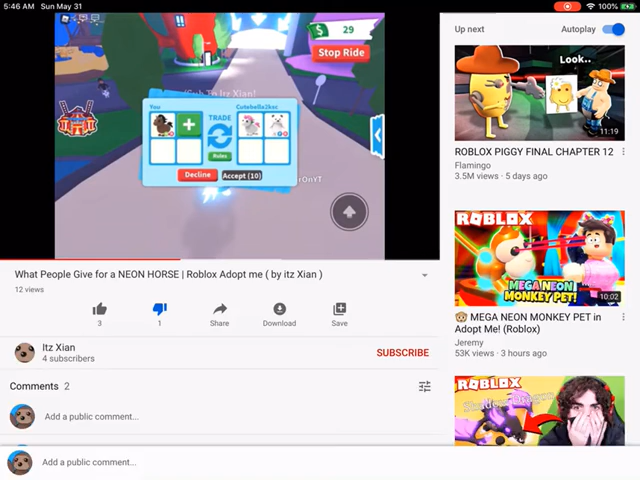 5:46 AM Sun May 31
100%
$ 29
Stop Ride
Sub To Itz Xian!
You
Cutebella2ksc
TRADE
Rules
Decline
Accept (10)
rOnYT
What People Give for a NEON HORSE | Roblox Adopt me ( by itz Xian )
12 views
3
1
Share
Download
Save
Itz Xian
4 subscribers
SUBSCRIBE
Comments 2
Add a public comment...
Add a public comment...
Up next
Autoplay
Look..
11:19
ROBLOX PIGGY FINAL CHAPTER 12
Flamingo
3.5M views · 5 days ago
ROBLOX
MEGA NEON
MONKEY PET!
10:02
🐵 MEGA NEON MONKEY PET in
Adopt Me! (Roblox)
Jeremy
53K views · 3 hours ago
ROBLOX
Shadow Dragon